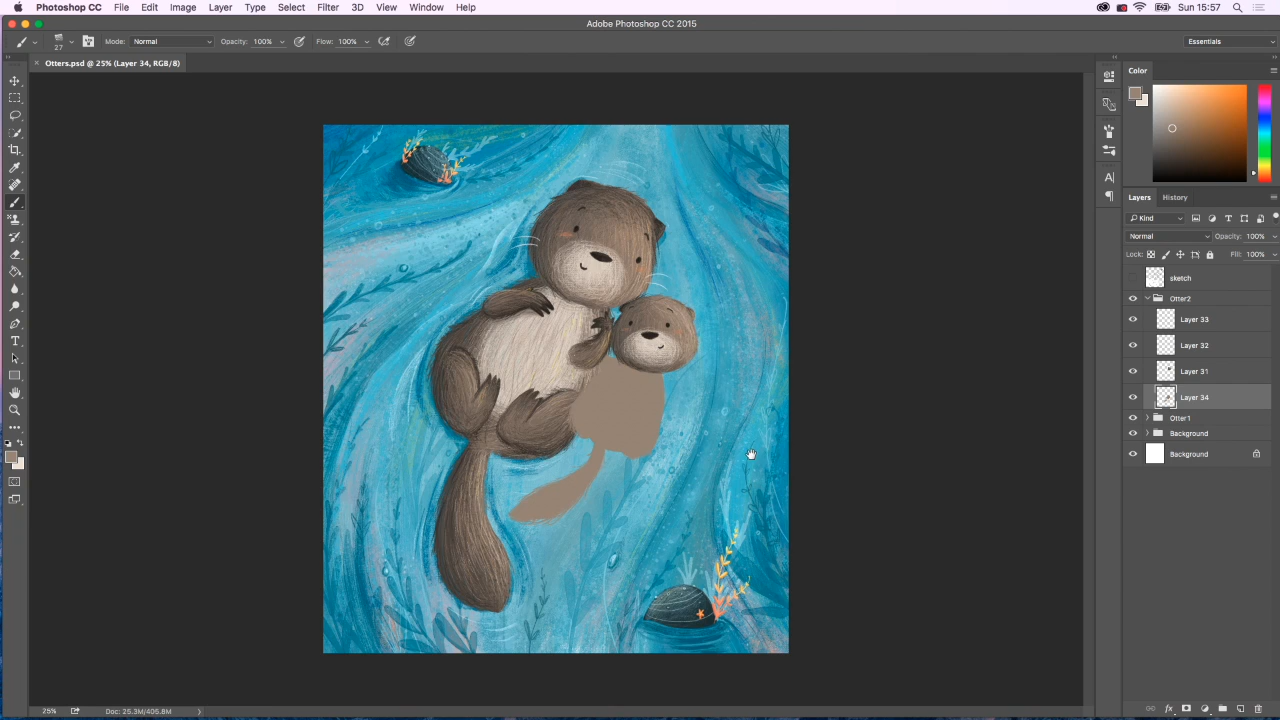 Photoshop CC File Edit Image Layer Type Select Filter 3D View Window Help Sun 15:57
Adobe Photoshop CC 2015
27 Mode: Normal Opacity: 100% Flow: 100% Essentials
× Otters.psd @ 25% (Layer 34, RGB/8)
Color
Layers History
Kind
Normal Opacity: 100%
Lock: Fill: 100%
sketch
Otter2
Layer 33
Layer 32
Layer 31
Layer 34
Otter1
Background
Background
25% Doc: 25.3M/405.8M